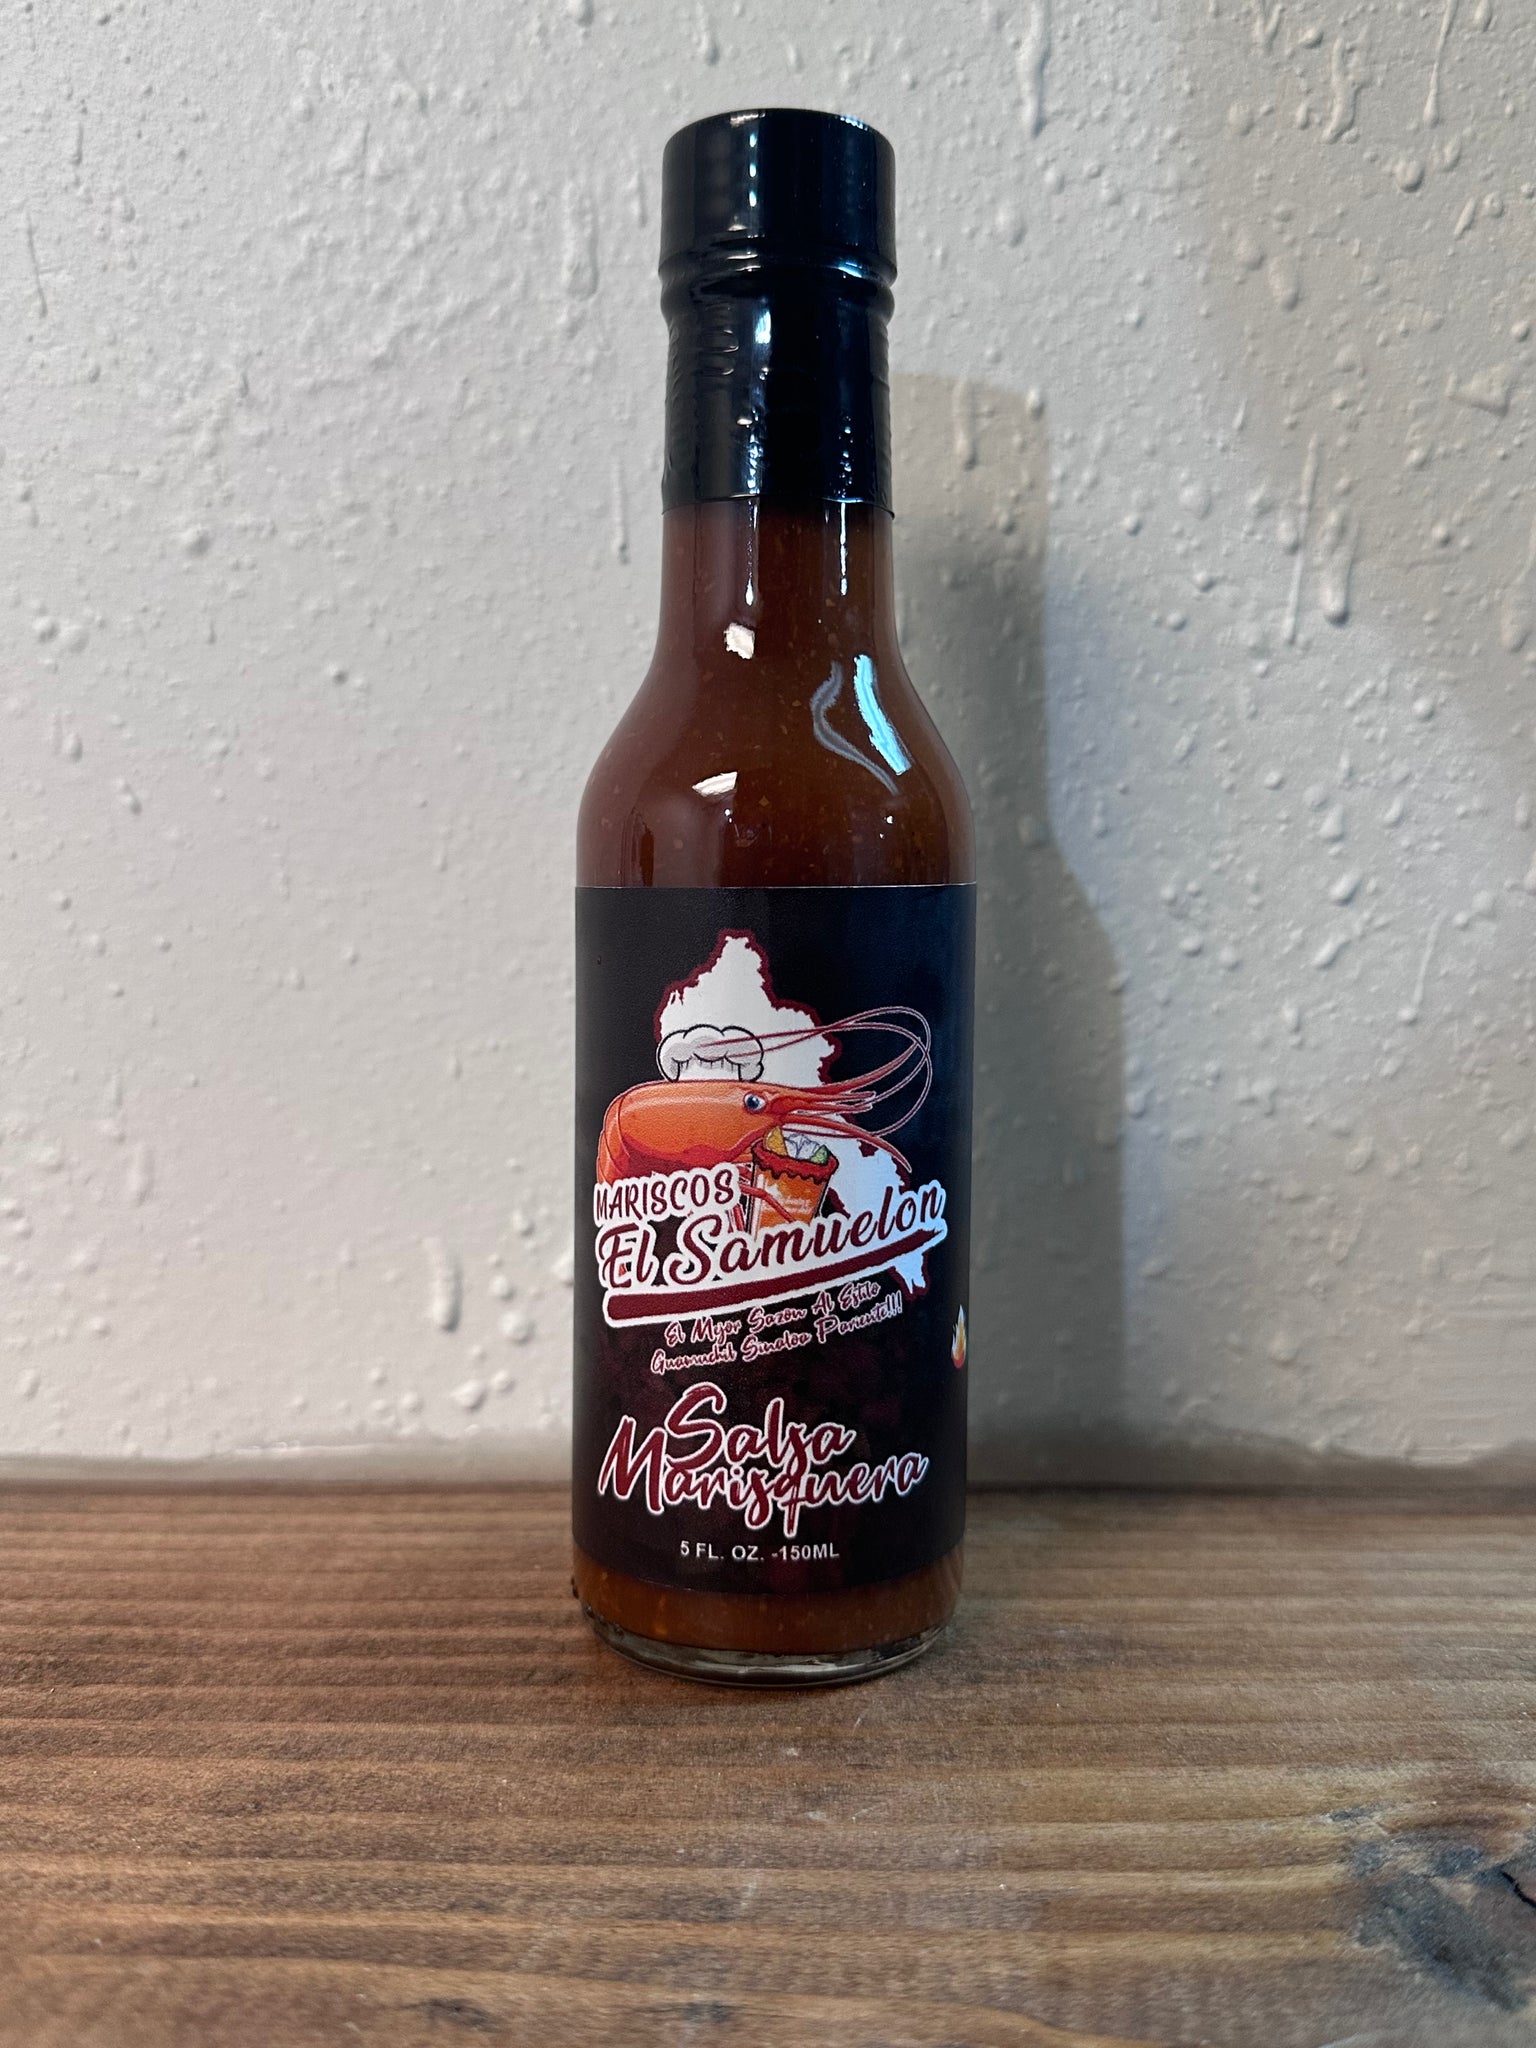 MARISCOS
El Samuelon
El Mejor Sazon Al Estilo
Guamuchil Sinaloa Pariente!!!
Salsa
Marisquera
5 FL. OZ. -150ML